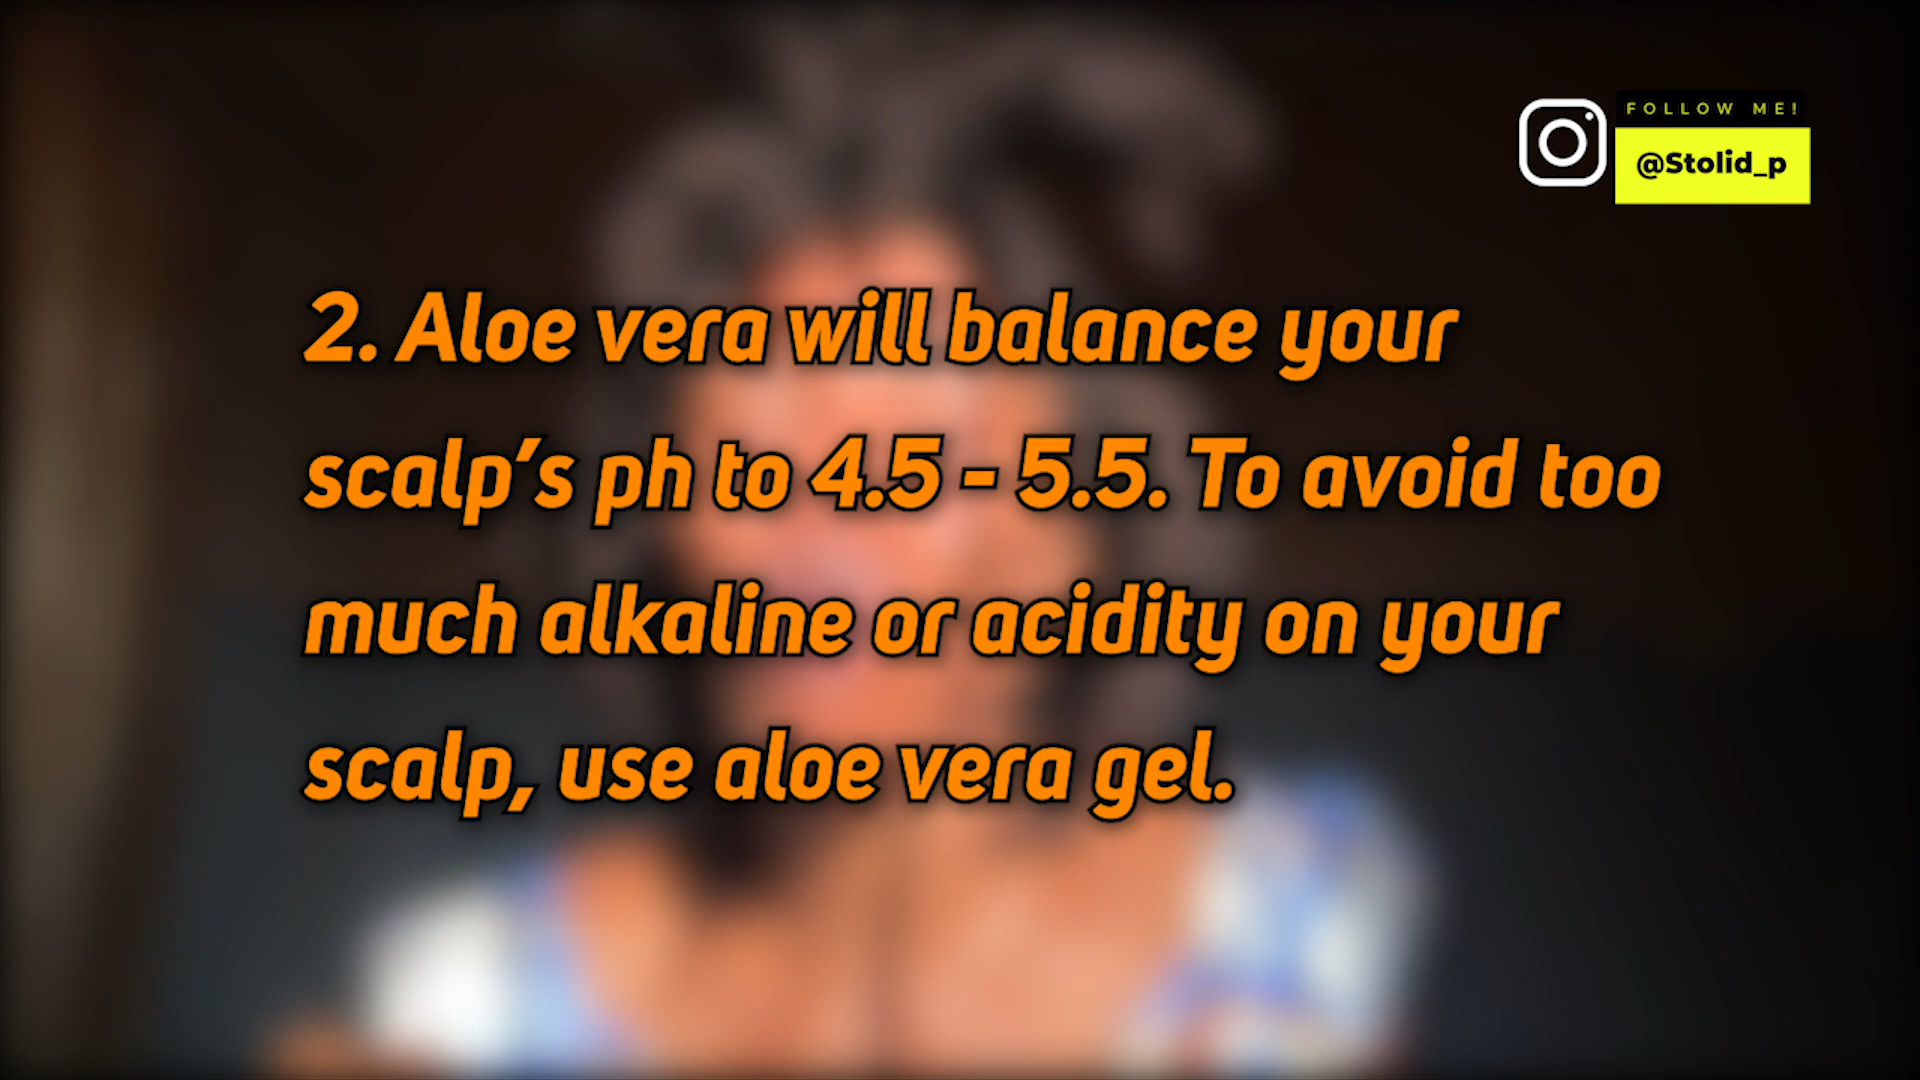 FOLLOW ME!
@Stolid_p
2. Aloe vera will balance your
scalp’s ph to 4.5 - 5.5. To avoid too
much alkaline or acidity on your
scalp, use aloe vera gel.